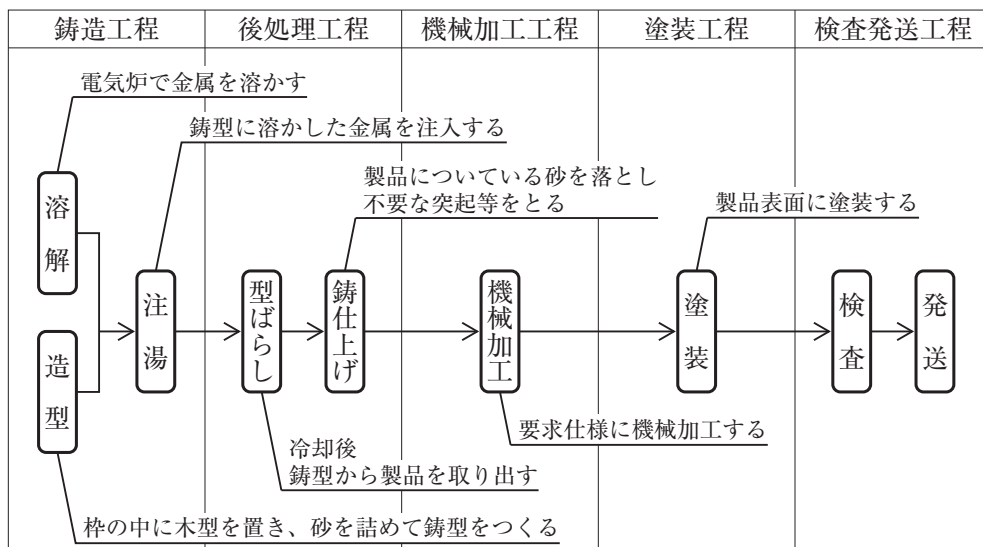 鋳造工程
後処理工程
機械加工工程
塗装工程
検査発送工程
電気炉で金属を溶かす
鋳型に溶かした金属を注入する
製品についている砂を落とし
不要な突起等をとる
製品表面に塗装する
溶解
造型
注湯
型ばらし
鋳仕上げ
機械加工
塗装
検査
発送
要求仕様に機械加工する
冷却後
鋳型から製品を取り出す
枠の中に木型を置き、砂を詰めて鋳型をつくる